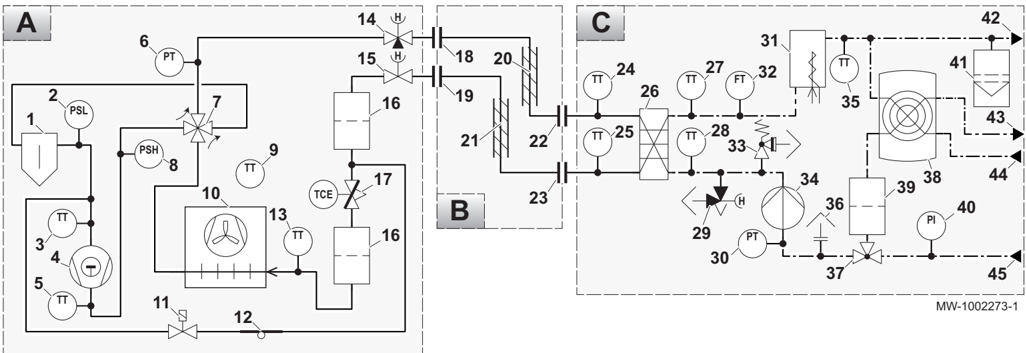 A
B
C
1
2
PSL
3
TT
4
5
TT
6
PT
7
8
PSH
9
TT
10
11
12
13
TT
14
H
15
H
16
16
17
TCE
18
19
20
21
22
23
24
TT
25
TT
26
27
TT
28
TT
29
H
30
PT
31
32
FT
33
34
35
TT
36
37
38
39
40
PI
41
42
43
44
45
MW-1002273-1